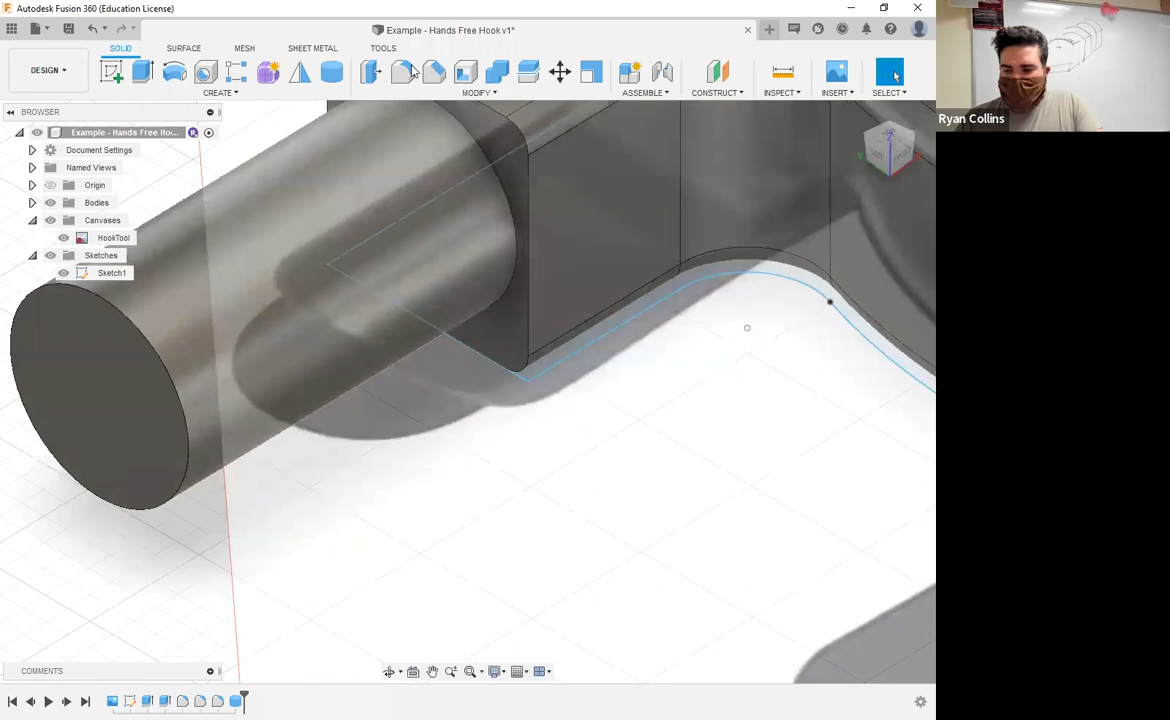 Autodesk Fusion 360 (Education License)
Example - Hands Free Hook v1*
SOLID SURFACE MESH SHEET METAL TOOLS
DESIGN
CREATE MODIFY ASSEMBLE CONSTRUCT INSPECT INSERT SELECT
Ryan Collins
BROWSER
Example - Hands Free Ho...
Document Settings
Named Views
Origin
Bodies
Canvases
HookTool
Sketches
Sketch1
Z
LEFT
COMMENTS